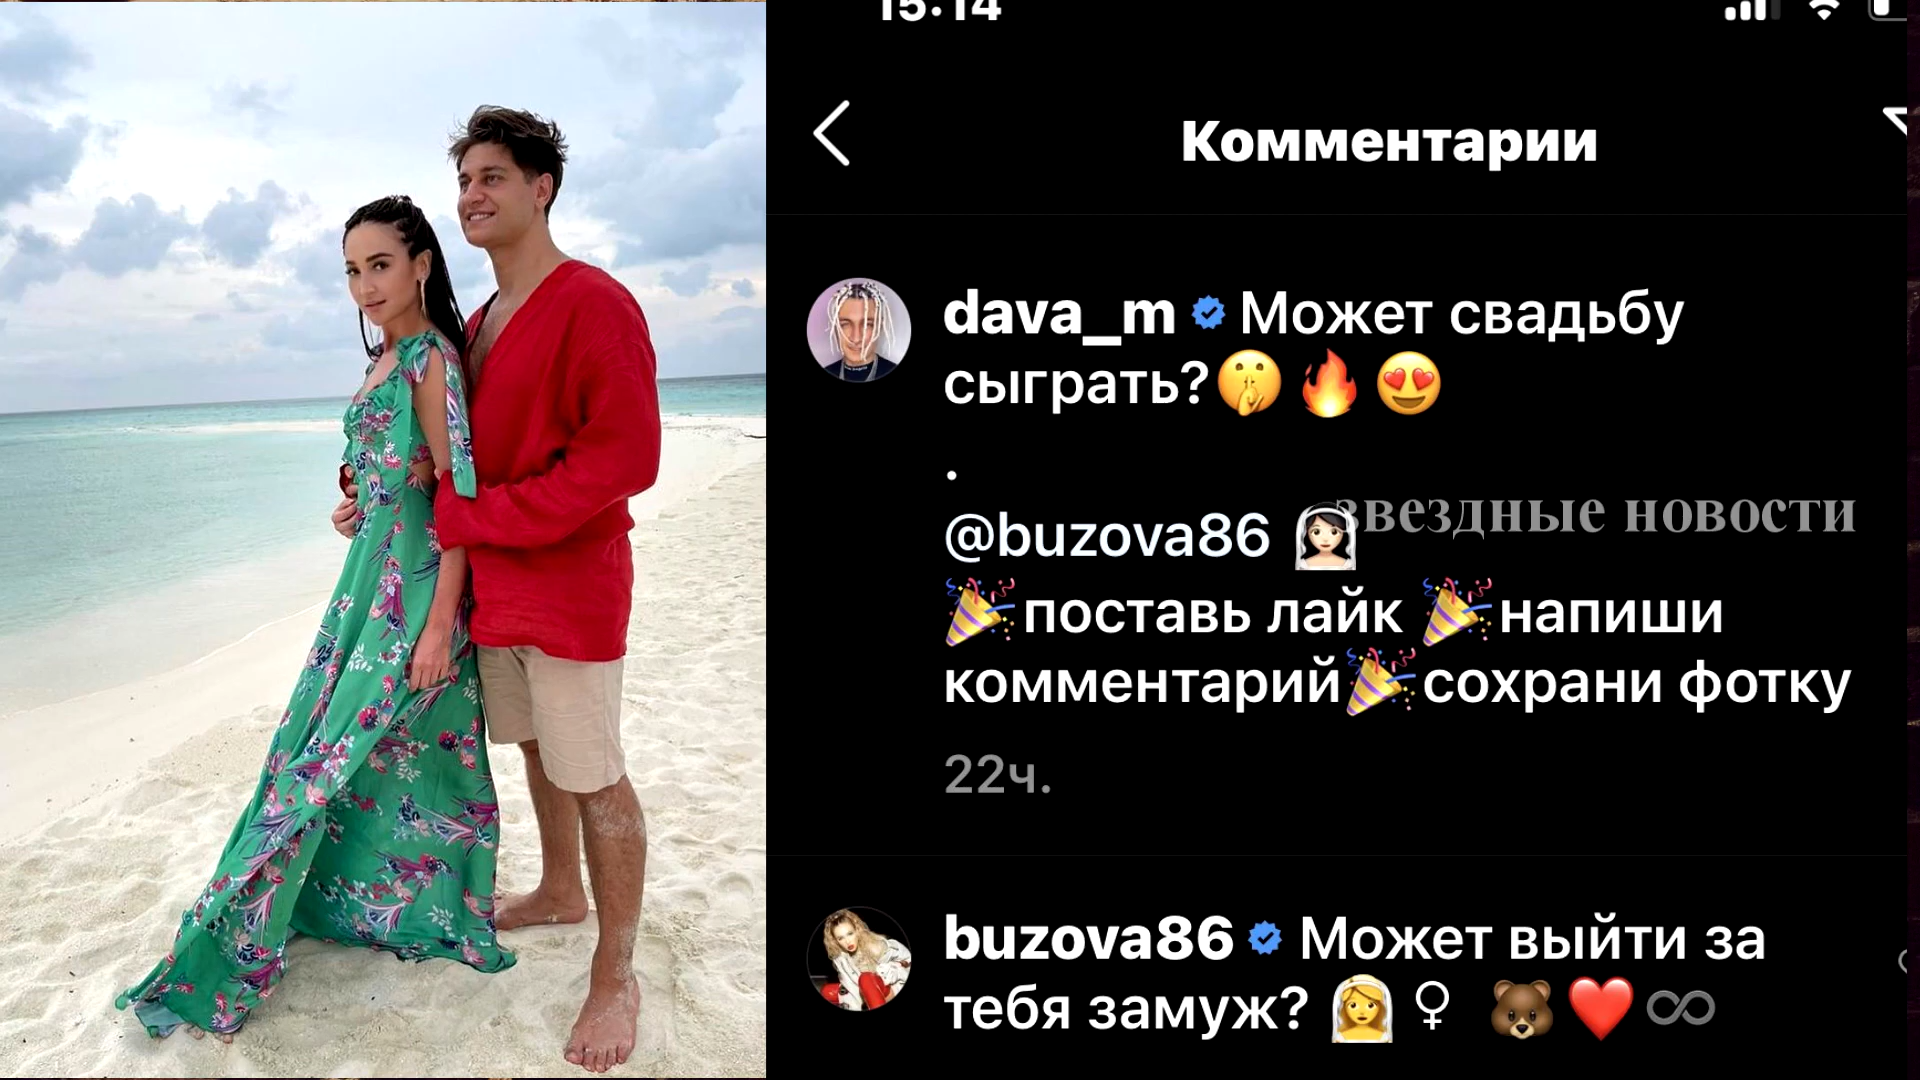 15:14
Комментарии
dava_m Может свадьбу
сыграть?🤫🔥😍
.
звездные новости
@buzova86 👰🏻
🎉поставь лайк 🎉напиши
комментарий🎉сохрани фотку
22ч.
buzova86 Может выйти за
тебя замуж? 👰♀ 🐻❤️♾